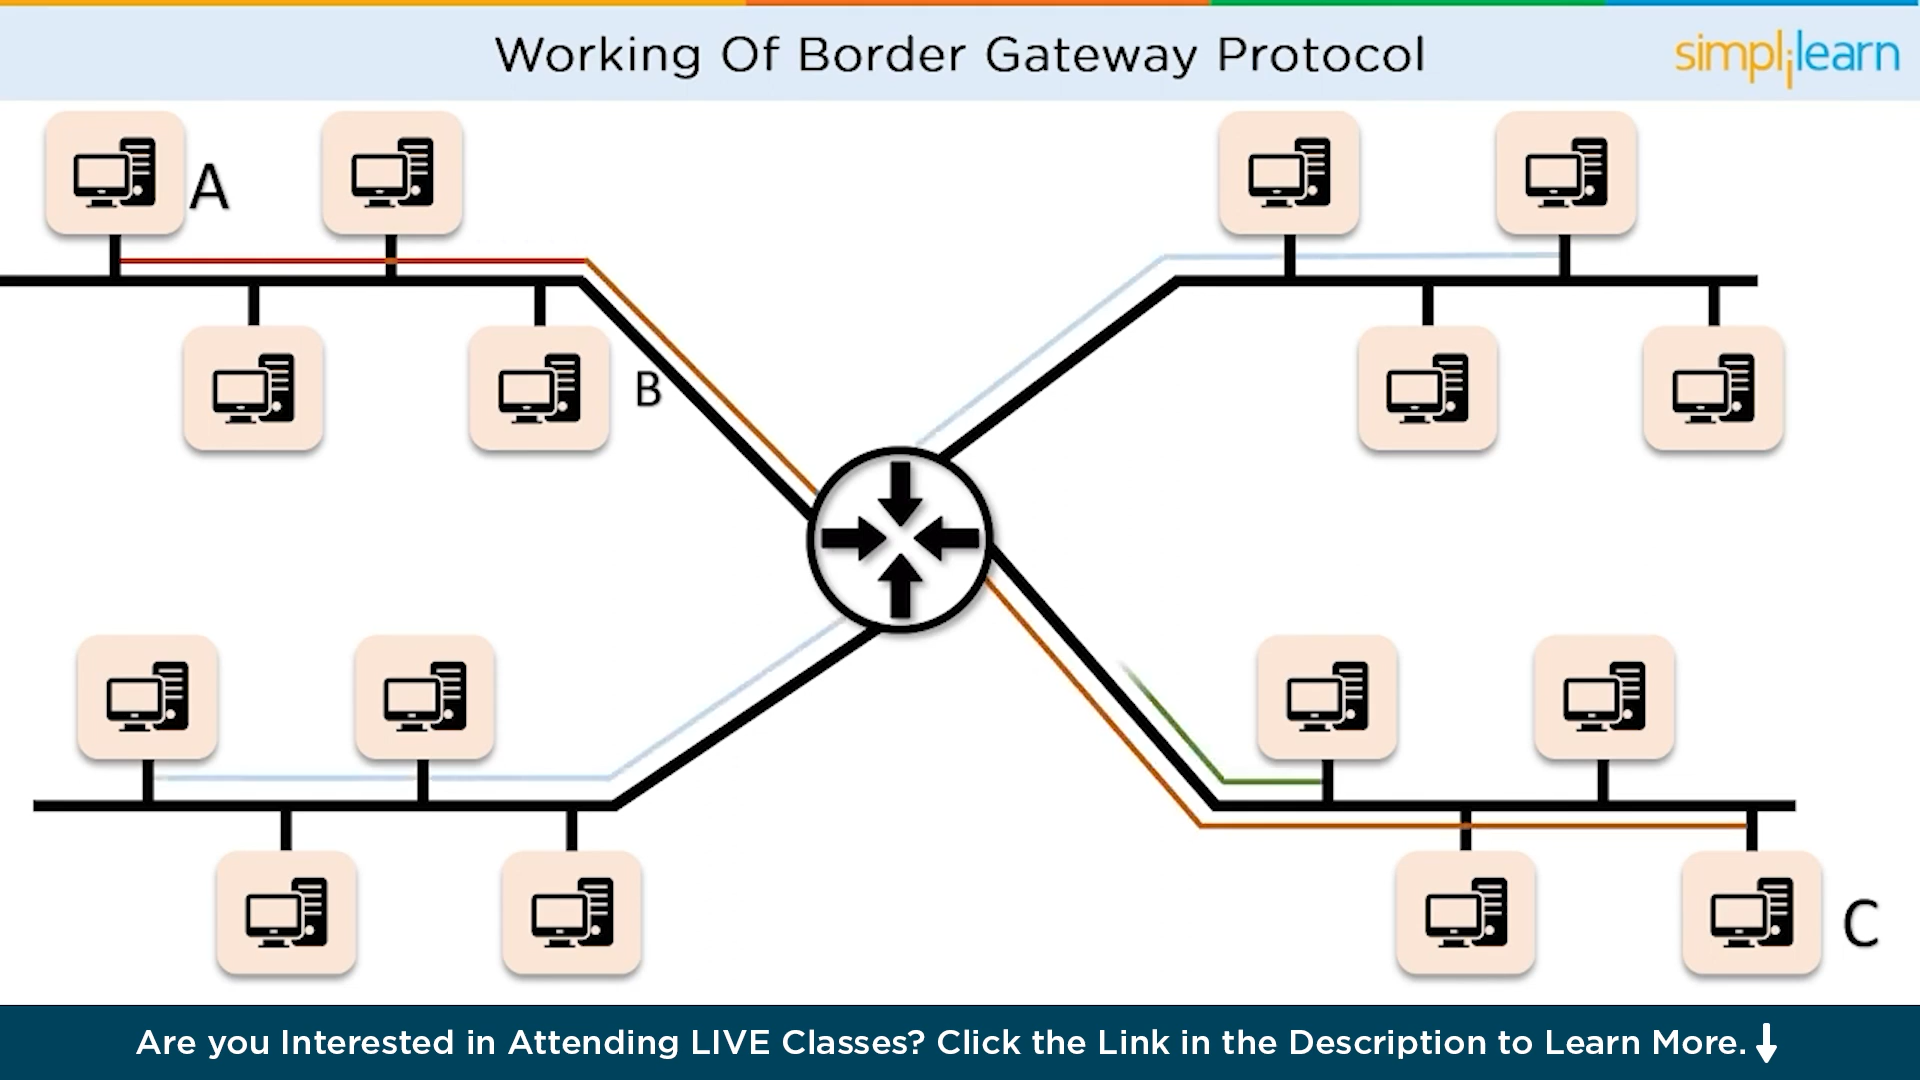 Working Of Border Gateway Protocol
simplilearn
A
B
C
Are you Interested in Attending LIVE Classes? Click the Link in the Description to Learn More.